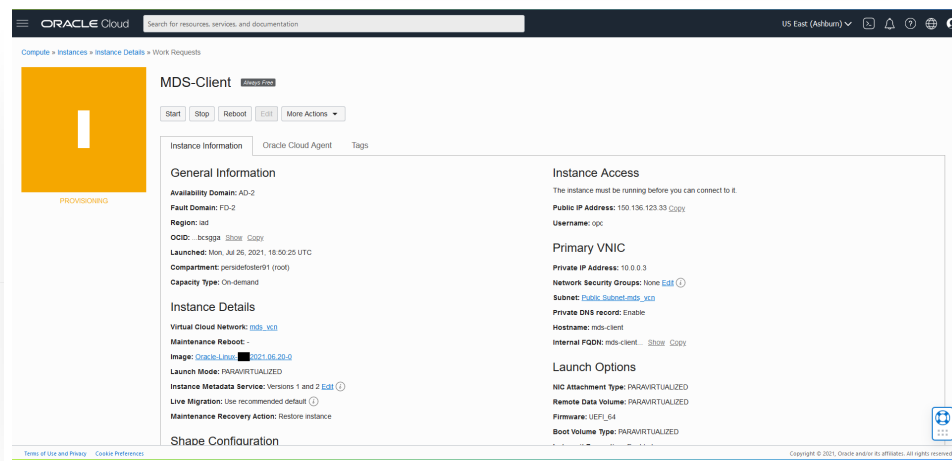 ORACLE Cloud
Search for resources, services, and documentation
US East (Ashburn)
Compute » Instances » Instance Details » Work Requests
I
PROVISIONING
MDS-Client Always Free
Start Stop Reboot Edit More Actions
Instance Information Oracle Cloud Agent Tags
General Information
Availability Domain: AD-2
Fault Domain: FD-2
Region: iad
OCID: ...bcsgga Show Copy
Launched: Mon, Jul 26, 2021, 18:50:25 UTC
Compartment: persidefoster91 (root)
Capacity Type: On-demand
Instance Details
Virtual Cloud Network: mds_vcn
Maintenance Reboot: -
Image: Oracle-Linux- 2021.06.20-0
Launch Mode: PARAVIRTUALIZED
Instance Metadata Service: Versions 1 and 2 Edit
Live Migration: Use recommended default
Maintenance Recovery Action: Restore instance
Shape Configuration
Instance Access
The instance must be running before you can connect to it.
Public IP Address: 150.136.123.33 Copy
Username: opc
Primary VNIC
Private IP Address: 10.0.0.3
Network Security Groups: None Edit
Subnet: Public Subnet-mds_vcn
Private DNS record: Enable
Hostname: mds-client
Internal FQDN: mds-client... Show Copy
Launch Options
NIC Attachment Type: PARAVIRTUALIZED
Remote Data Volume: PARAVIRTUALIZED
Firmware: UEFI_64
Boot Volume Type: PARAVIRTUALIZED
Terms of Use and Privacy Cookie Preferences
Copyright © 2021, Oracle and/or its affiliates. All rights reserved